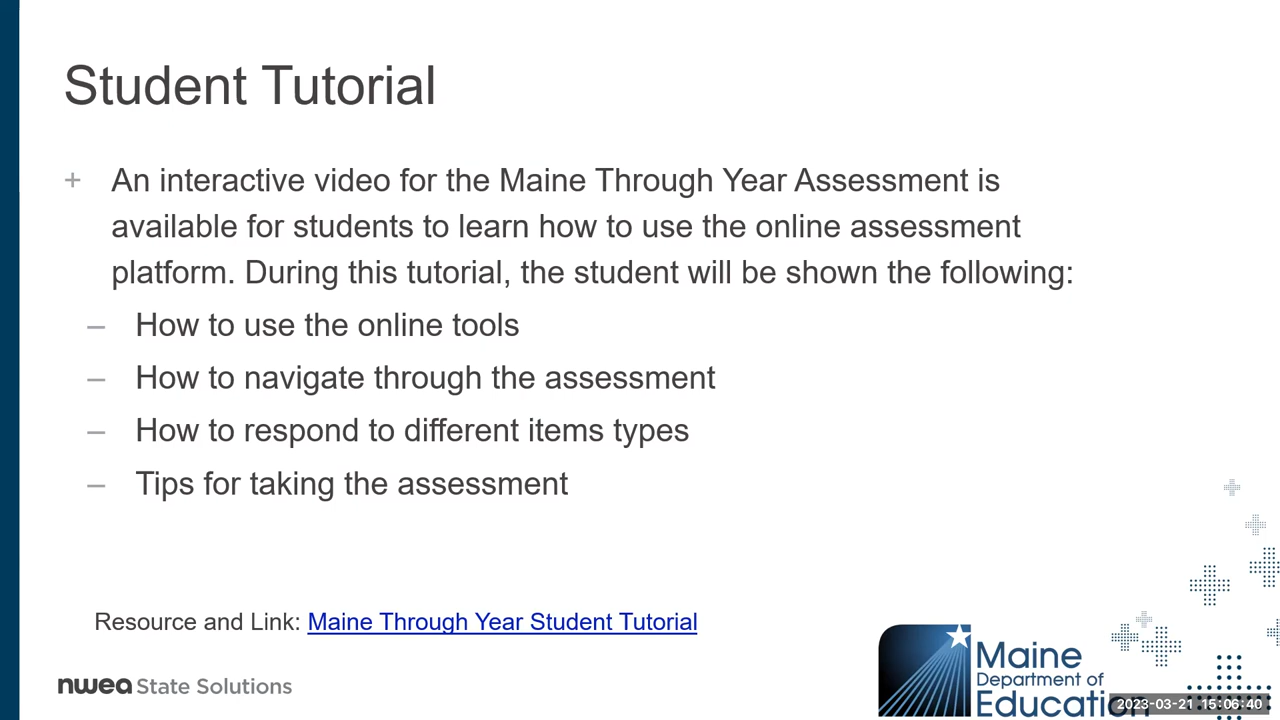 Student Tutorial
+ An interactive video for the Maine Through Year Assessment is
available for students to learn how to use the online assessment
platform. During this tutorial, the student will be shown the following:
– How to use the online tools
– How to navigate through the assessment
– How to respond to different items types
– Tips for taking the assessment
Resource and Link: Maine Through Year Student Tutorial
nwea State Solutions
Maine
Department of
Education
2023-03-21 15:06:40